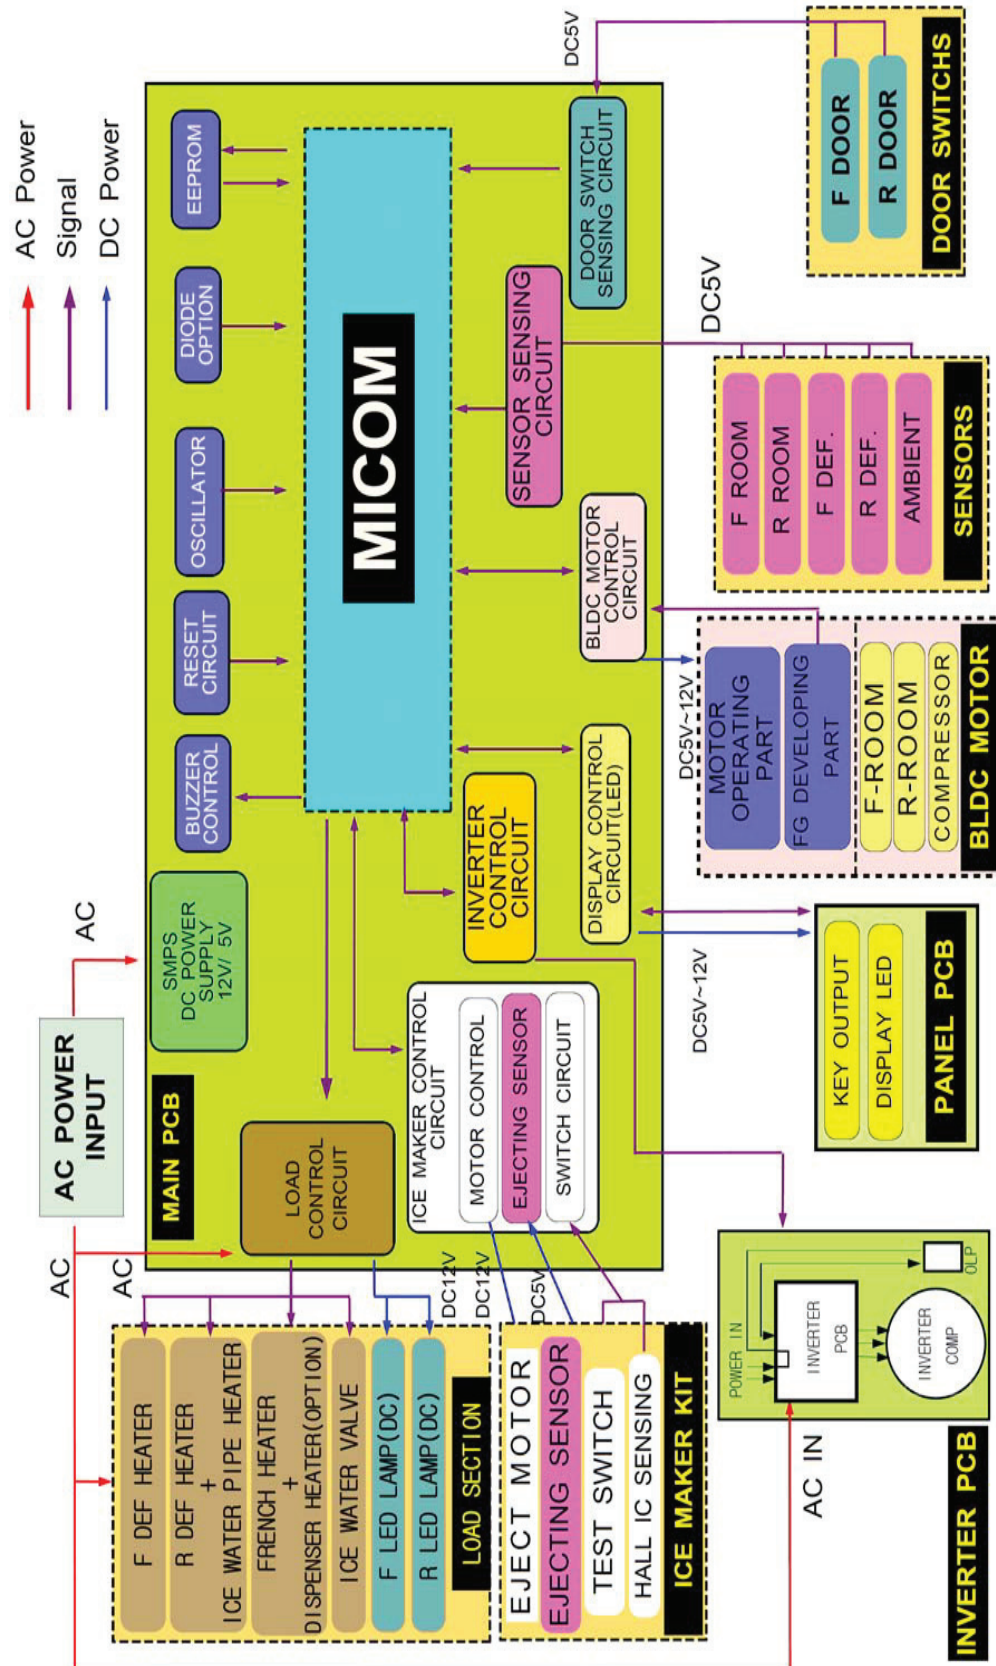 AC Power
Signal
DC Power
AC POWER
INPUT
AC
AC
AC
MAIN PCB
SMPS
DC POWER
SUPPLY
12V/ 5V
BUZZER
CONTROL
RESET
CIRCUIT
OSCILLATOR
DIODE
OPTION
EEPROM
MICOM
LOAD
CONTROL
CIRCUIT
ICE MAKER CONTROL
CIRCUIT
MOTOR CONTROL
EJECTING SENSOR
SWITCH CIRCUIT
INVERTER
CONTROL
CIRCUIT
DISPLAY CONTROL
CIRCUIT(LED)
BLDC MOTOR
CONTROL
CIRCUIT
SENSOR SENSING
CIRCUIT
DOOR SWITCH
SENSING CIRCUIT
F DEF HEATER
R DEF HEATER
+
ICE WATER PIPE HEATER
FRENCH HEATER
+
DISPENSER HEATER(OPTION)
ICE WATER VALVE
F LED LAMP(DC)
R LED LAMP(DC)
LOAD SECTION
DC12V
DC12V
DC5V
EJECT MOTOR
EJECTING SENSOR
TEST SWITCH
HALL IC SENSING
ICE MAKER KIT
AC IN
POWER IN
INVERTER
PCB
OLP
INVERTER
COMP
INVERTER PCB
DC5V~12V
KEY OUTPUT
DISPLAY LED
PANEL PCB
DC5V~12V
MOTOR
OPERATING
PART
FG DEVELOPING
PART
F-ROOM
R-ROOM
COMPRESSOR
BLDC MOTOR
DC5V
F ROOM
R ROOM
F DEF.
R DEF.
AMBIENT
SENSORS
DC5V
F DOOR
R DOOR
DOOR SWITCHS